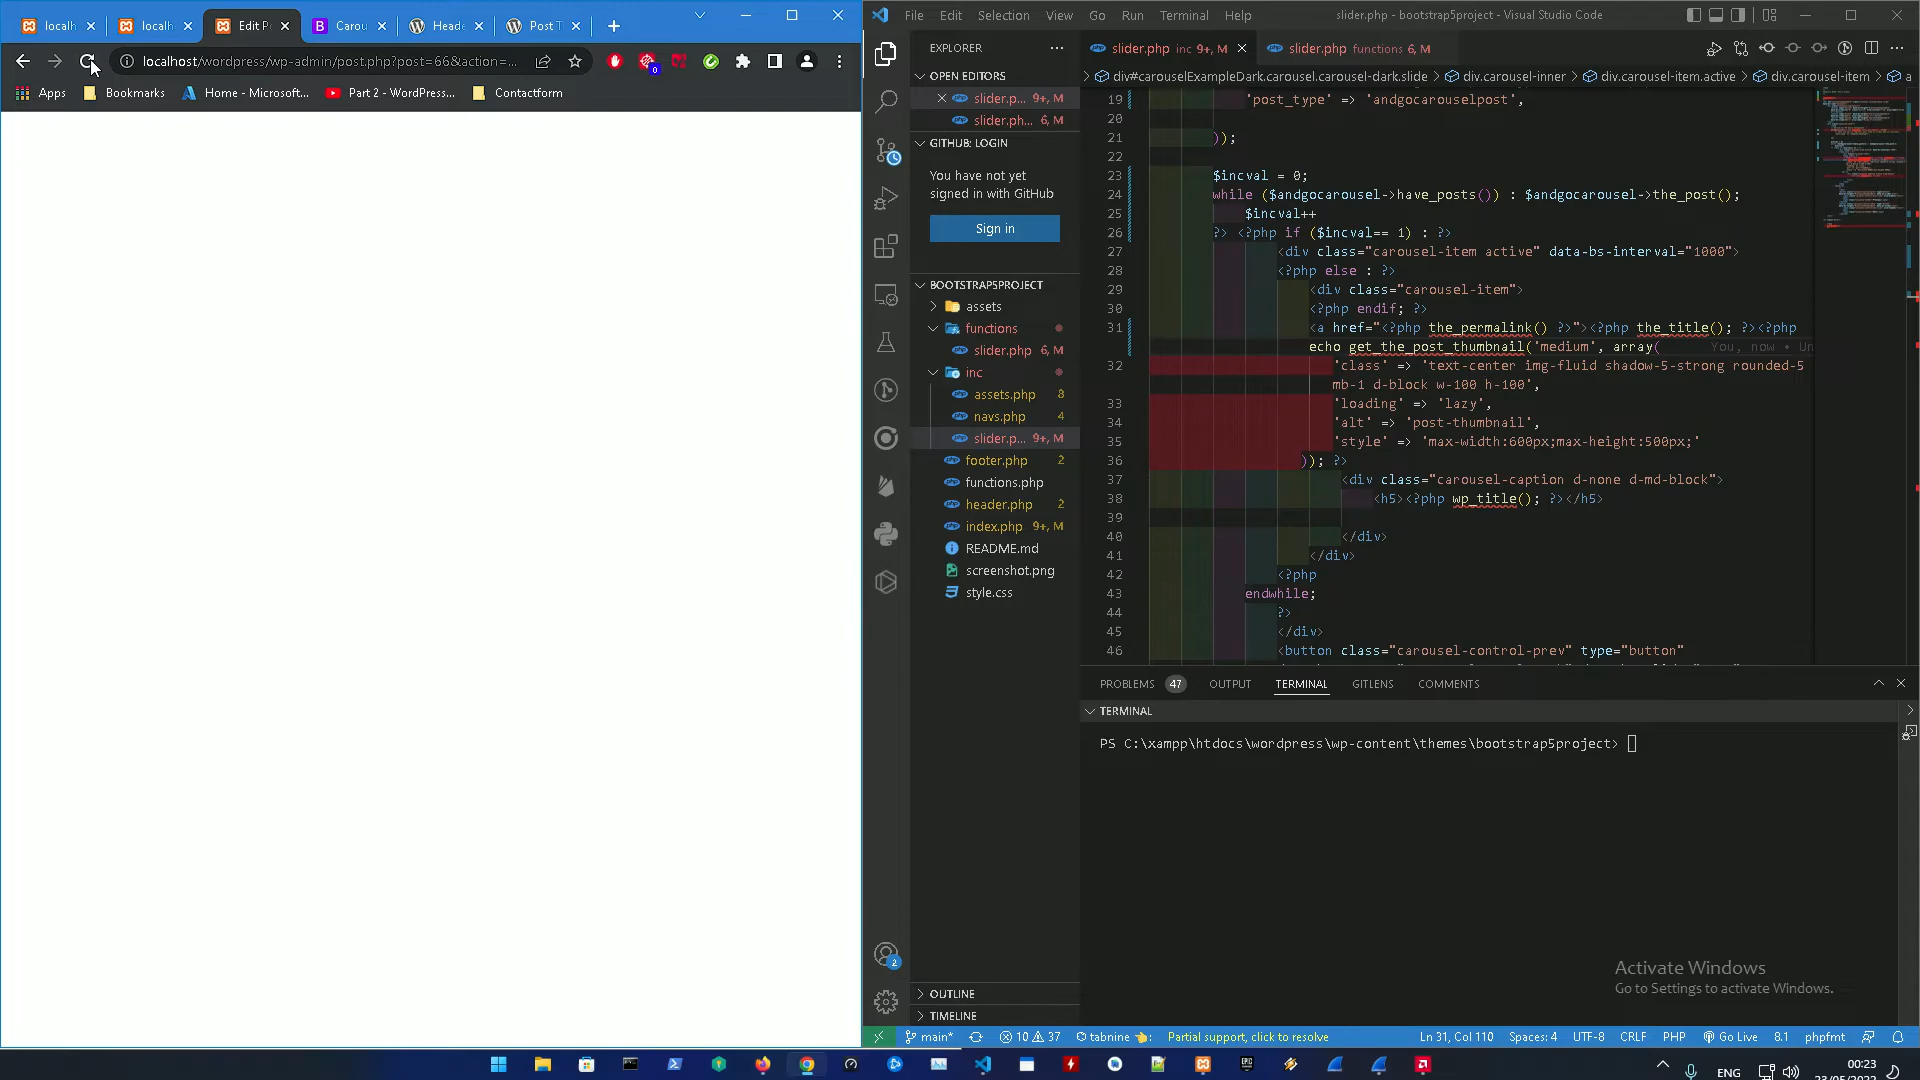 localh
localh
Edit P
Carou
Heade
Post T
localhost/wordpress/wp-admin/post.php?post=66&action=...
Apps
Bookmarks
Home - Microsoft...
Part 2 - WordPress...
Contactform
File Edit Selection View Go Run Terminal Help
slider.php - bootstrap5project - Visual Studio Code
EXPLORER
slider.php inc 9+, M
slider.php functions 6, M
div#carouselExampleDark.carousel.carousel-dark.slide
div.carousel-inner
div.carousel-item.active
div.carousel-item
a
OPEN EDITORS
slider.p... 9+, M
slider.ph... 6, M
GITHUB: LOGIN
You have not yet
signed in with GitHub
Sign in
BOOTSTRAP5PROJECT
assets
functions
slider.php 6, M
inc
assets.php 8
navs.php 4
slider.p... 9+, M
footer.php 2
functions.php
header.php 2
index.php 9+, M
README.md
screenshot.png
style.css
OUTLINE
TIMELINE
19 'post_type' => 'andgocarouselpost',
20
21 ));
22
23 $incval = 0;
24 while ($andgocarousel->have_posts()) : $andgocarousel->the_post();
25 $incval++
26 ?> <?php if ($incval== 1) : ?>
27 <div class="carousel-item active" data-bs-interval="1000">
28 <?php else : ?>
29 <div class="carousel-item">
30 <?php endif; ?>
31 <a href="<?php the_permalink() ?>"><?php the_title(); ?><?php
echo get_the_post_thumbnail('medium', array( You, now • Un
32 'class' => 'text-center img-fluid shadow-5-strong rounded-5
mb-1 d-block w-100 h-100',
33 'loading' => 'lazy',
34 'alt' => 'post-thumbnail',
35 'style' => 'max-width:600px;max-height:500px;'
36 )); ?>
37 <div class="carousel-caption d-none d-md-block">
38 <h5><?php wp_title(); ?></h5>
39
40 </div>
41 </div>
42 <?php
43 endwhile;
44 ?>
45 </div>
46 <button class="carousel-control-prev" type="button"
PROBLEMS 47 OUTPUT TERMINAL GITLENS COMMENTS
TERMINAL
PS C:\xampp\htdocs\wordpress\wp-content\themes\bootstrap5project>
Activate Windows
Go to Settings to activate Windows.
main* 10 37 tabnine Partial support, click to resolve Ln 31, Col 110 Spaces: 4 UTF-8 CRLF PHP Go Live 8.1 phpfmt
ENG
00:23
23/05/2022